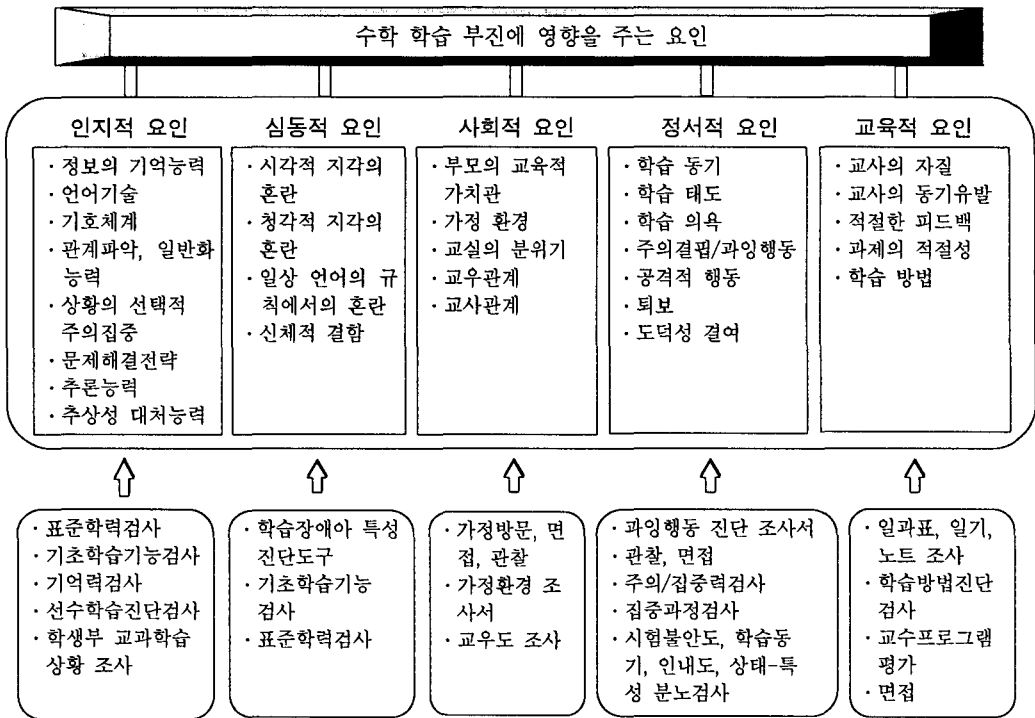 수학 학습 부진에 영향을 주는 요인
인지적 요인
· 정보의 기억능력
· 언어기술
· 기호체계
· 관계파악, 일반화
능력
· 상황의 선택적
주의집중
· 문제해결전략
· 추론능력
· 추상성 대처능력
심동적 요인
· 시각적 지각의
혼란
· 청각적 지각의
혼란
· 일상 언어의 규
칙에서의 혼란
· 신체적 결함
사회적 요인
· 부모의 교육적
가치관
· 가정 환경
· 교실의 분위기
· 교우관계
· 교사관계
정서적 요인
· 학습 동기
· 학습 태도
· 학습 의욕
· 주의결핍/과잉행동
· 공격적 행동
· 퇴보
· 도덕성 결여
교육적 요인
· 교사의 자질
· 교사의 동기유발
· 적절한 피드백
· 과제의 적절성
· 학습 방법
· 표준학력검사
· 기초학습기능검사
· 기억력검사
· 선수학습진단검사
· 학생부 교과학습
상황 조사
· 학습장애아 특성
진단도구
· 기초학습기능
검사
· 표준학력검사
· 가정방문, 면
접, 관찰
· 가정환경 조
사서
· 교우도 조사
· 과잉행동 진단 조사서
· 관찰, 면접
· 주의/집중력검사
· 집중과정검사
· 시험불안도, 학습동
기, 인내도, 상태-특
성 분노검사
· 일과표, 일기,
노트 조사
· 학습방법진단
검사
· 교수프로그램
평가
· 면접